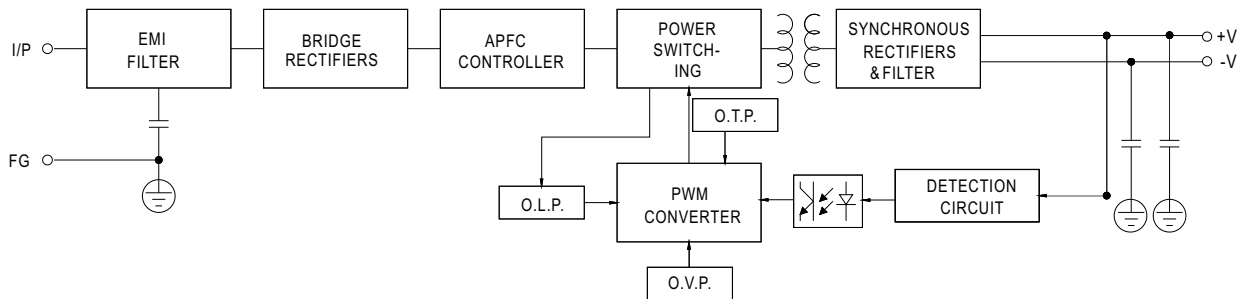 I/P
EMI
FILTER
BRIDGE
RECTIFIERS
APFC
CONTROLLER
POWER
SWITCH-
ING
SYNCHRONOUS
RECTIFIERS
&FILTER
+V
-V
O.T.P.
FG
O.L.P.
PWM
CONVERTER
DETECTION
CIRCUIT
O.V.P.